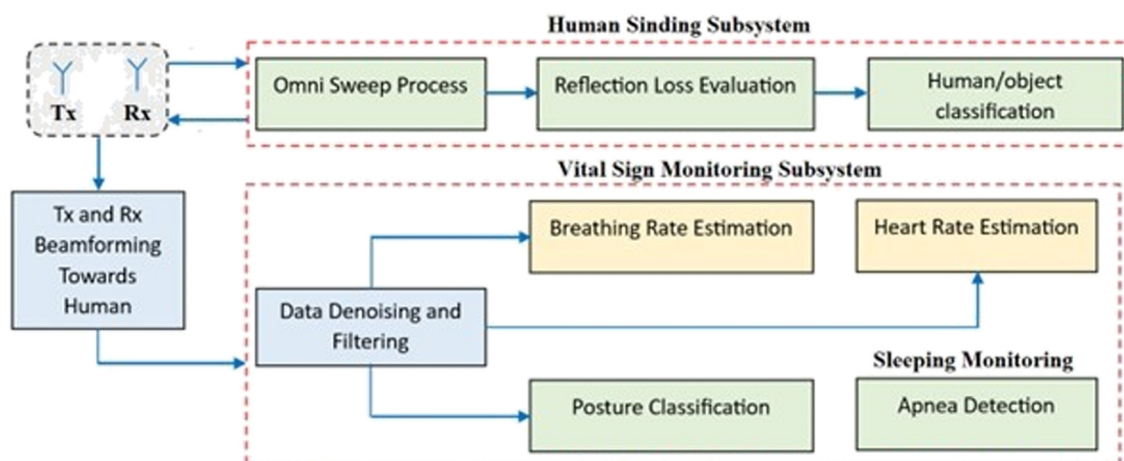 Human Sinding Subsystem
Tx Rx
Omni Sweep Process
Reflection Loss Evaluation
Human/object
classification
Vital Sign Monitoring Subsystem
Tx and Rx
Beamforming
Towards
Human
Breathing Rate Estimation
Heart Rate Estimation
Data Denoising and
Filtering
Sleeping Monitoring
Posture Classification
Apnea Detection